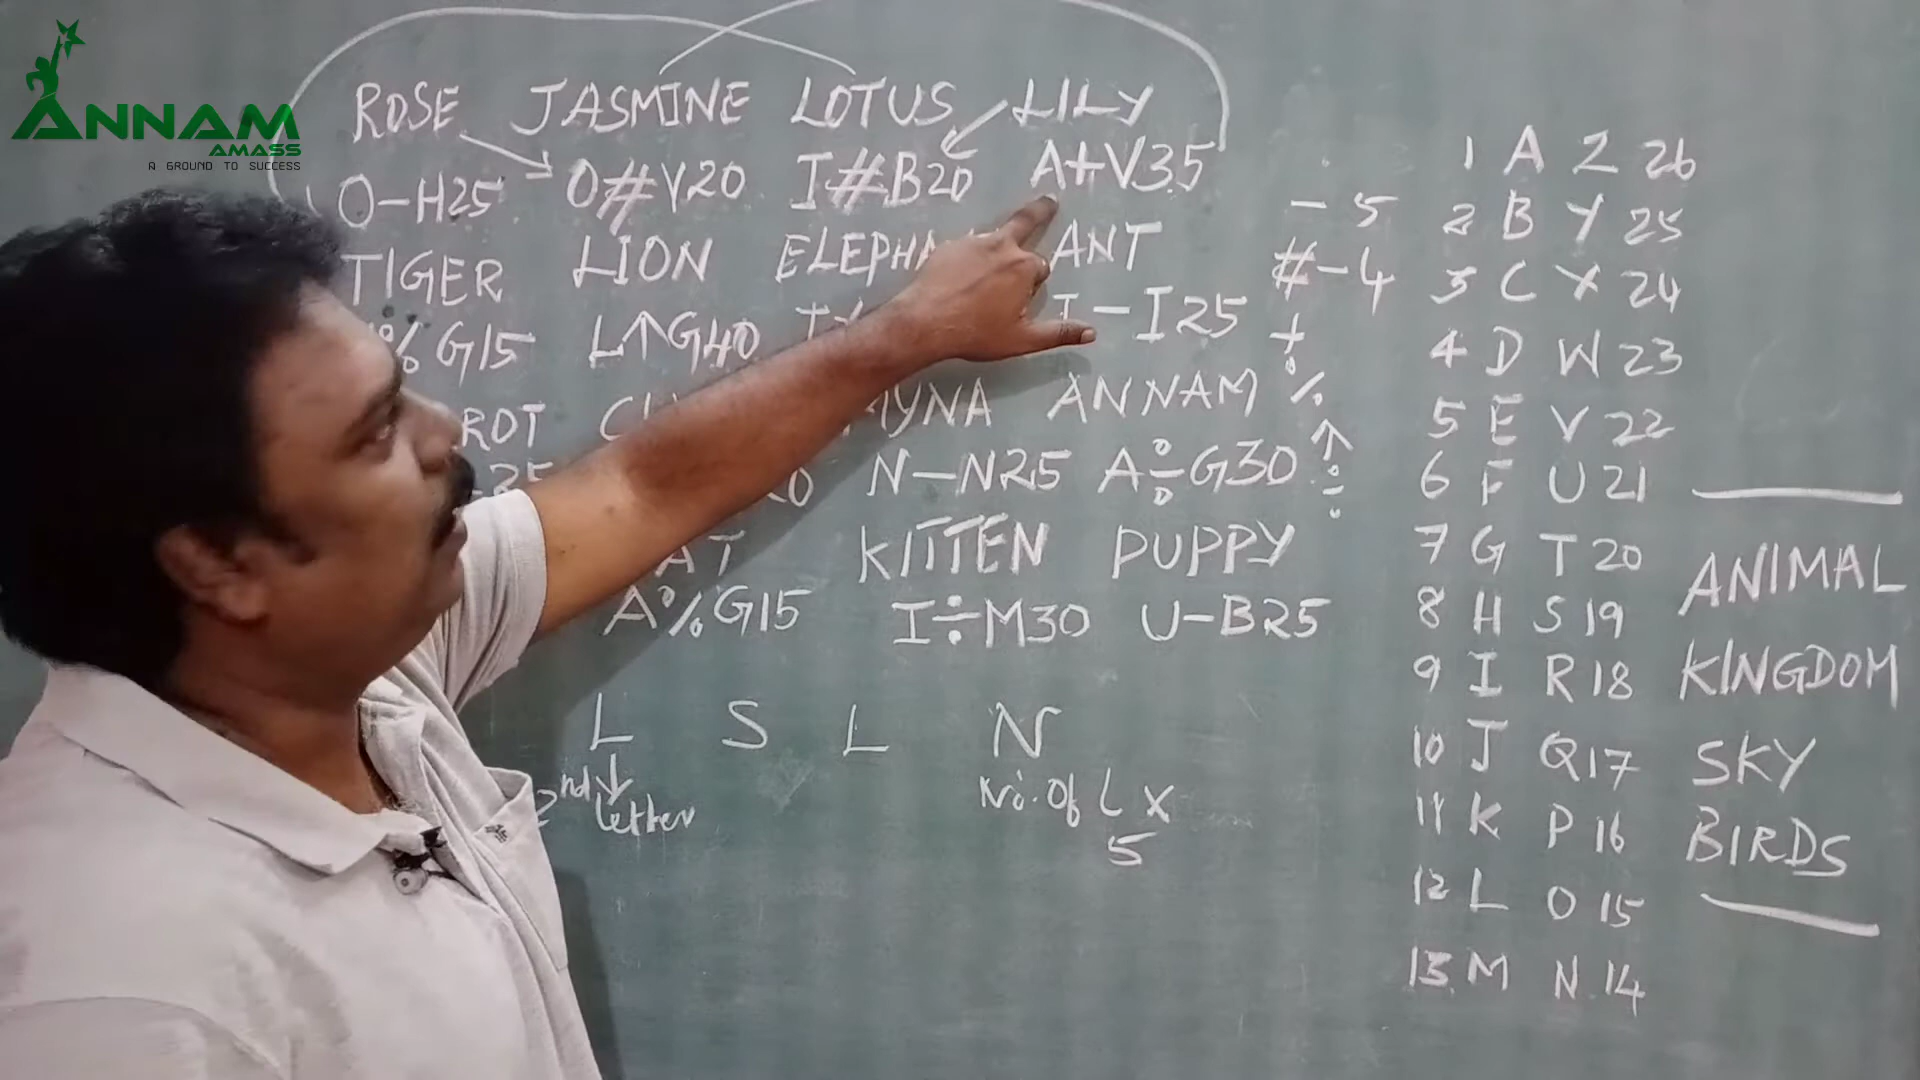 ANNAM
AMASS
A GROUND TO SUCCESS
ROSE JASMINE LOTUS LILY
O-H25 O#V20 I#B20 A+V35
TIGER LION ANT
% G15 L↑G40 I-I25
MYNA ANNAM
N-N25 A÷G30
KITTEN PUPPY
A%G15 I÷M30 U-B25
L S L N
2nd letter
No. Of L X
5
- 5
#-4
+
%
↑
÷
1 A Z 26
2 B Y 25
3 C X 24
4 D W 23
5 E V 22
6 F U 21
7 G T 20
8 H S 19
9 I R 18
10 J Q 17
11 K P 16
12 L O 15
13 M N 14
ANIMAL
KINGDOM
SKY
BIRDS